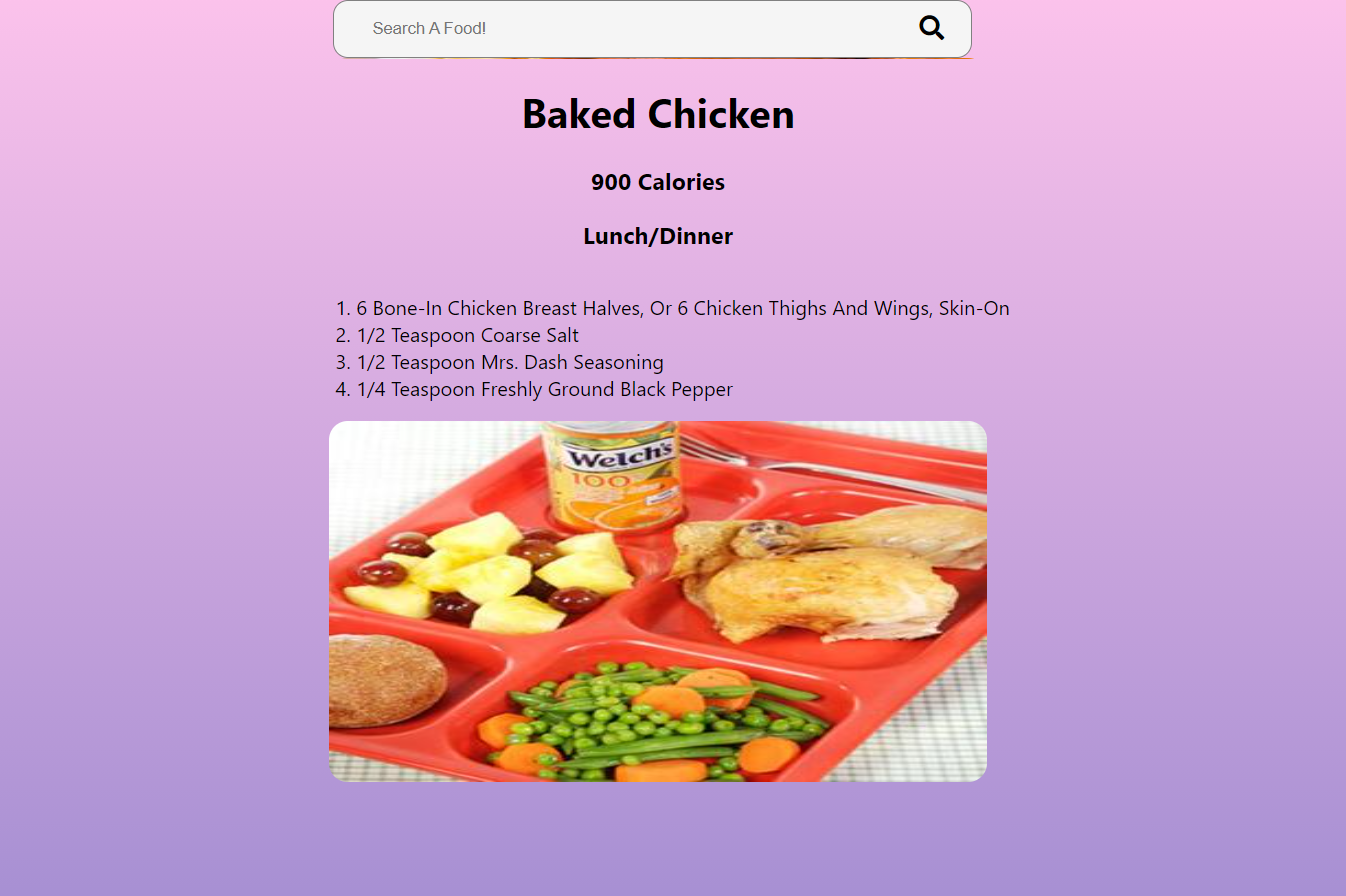 Search A Food!
Baked Chicken
900 Calories
Lunch/Dinner
1. 6 Bone-In Chicken Breast Halves, Or 6 Chicken Thighs And Wings, Skin-On
2. 1/2 Teaspoon Coarse Salt
3. 1/2 Teaspoon Mrs. Dash Seasoning
4. 1/4 Teaspoon Freshly Ground Black Pepper
Welch's
100